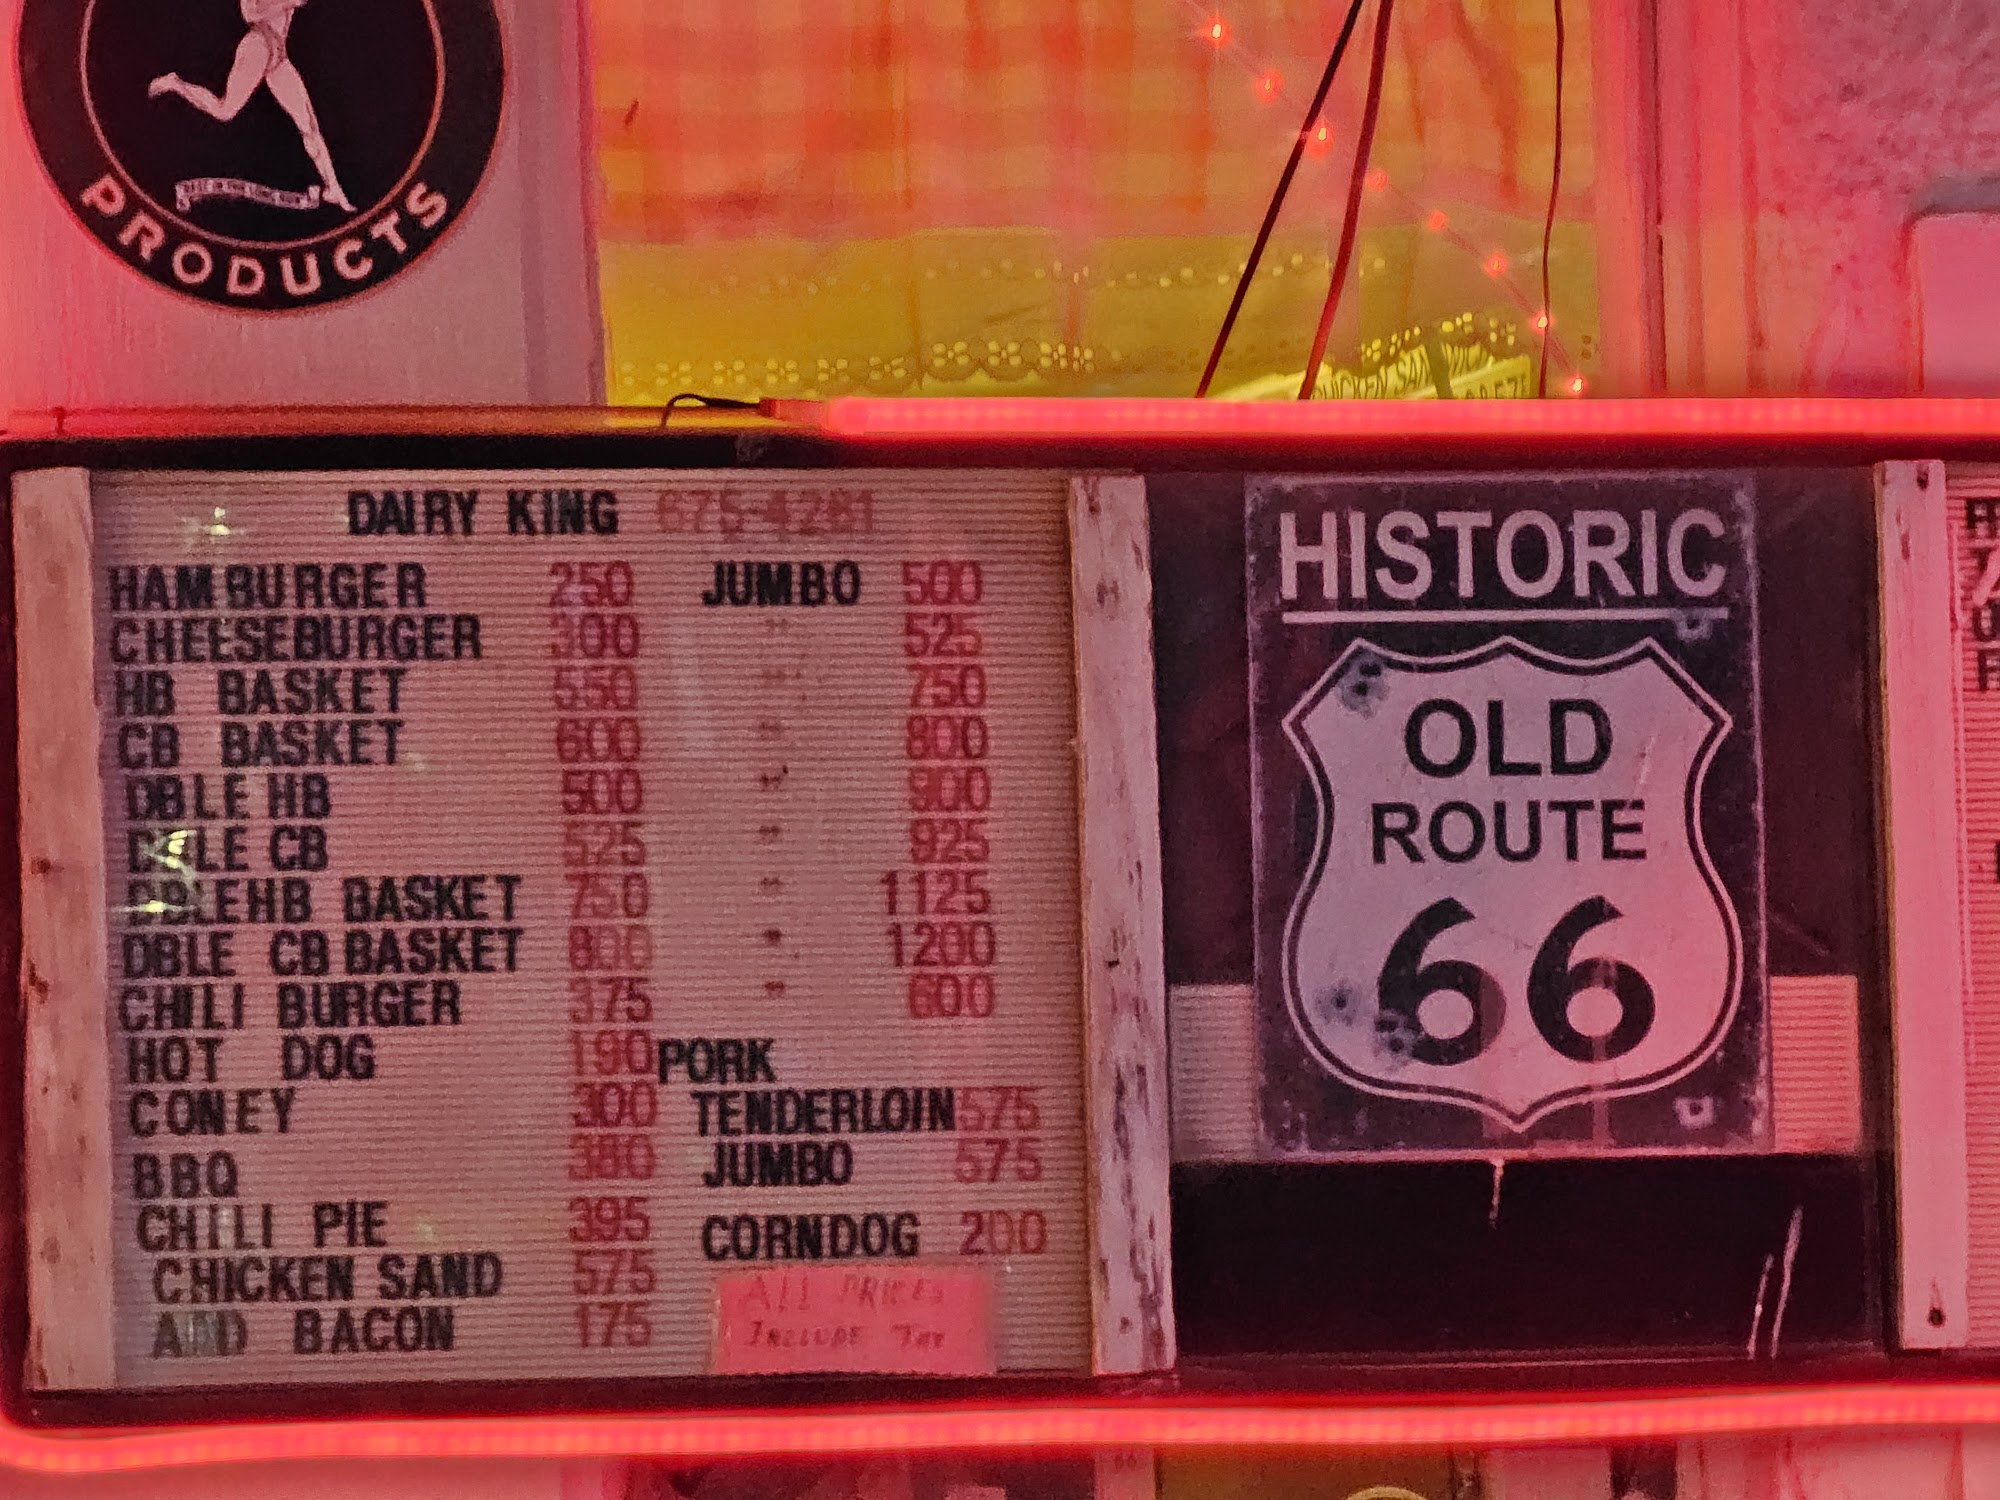 PRODUCTS
CHICKEN SAND
DAIRY KING 675-4281
HAMBURGER 250 JUMBO 500
CHEESEBURGER 300 " 525
HB BASKET 550 " 750
CB BASKET 600 " 800
DBLE HB 500 " 900
DBLE CB 525 " 925
DBLEHB BASKET 750 " 1125
DBLE CB BASKET 800 " 1200
CHILI BURGER 375 " 600
HOT DOG 190 PORK
CONEY 300 TENDERLOIN 575
BBQ 380 JUMBO 575
CHILI PIE 395 CORNDOG 200
CHICKEN SAND 575
ADD BACON 175
ALL PRICES
INCLUDE TAX
HISTORIC
OLD
ROUTE
66